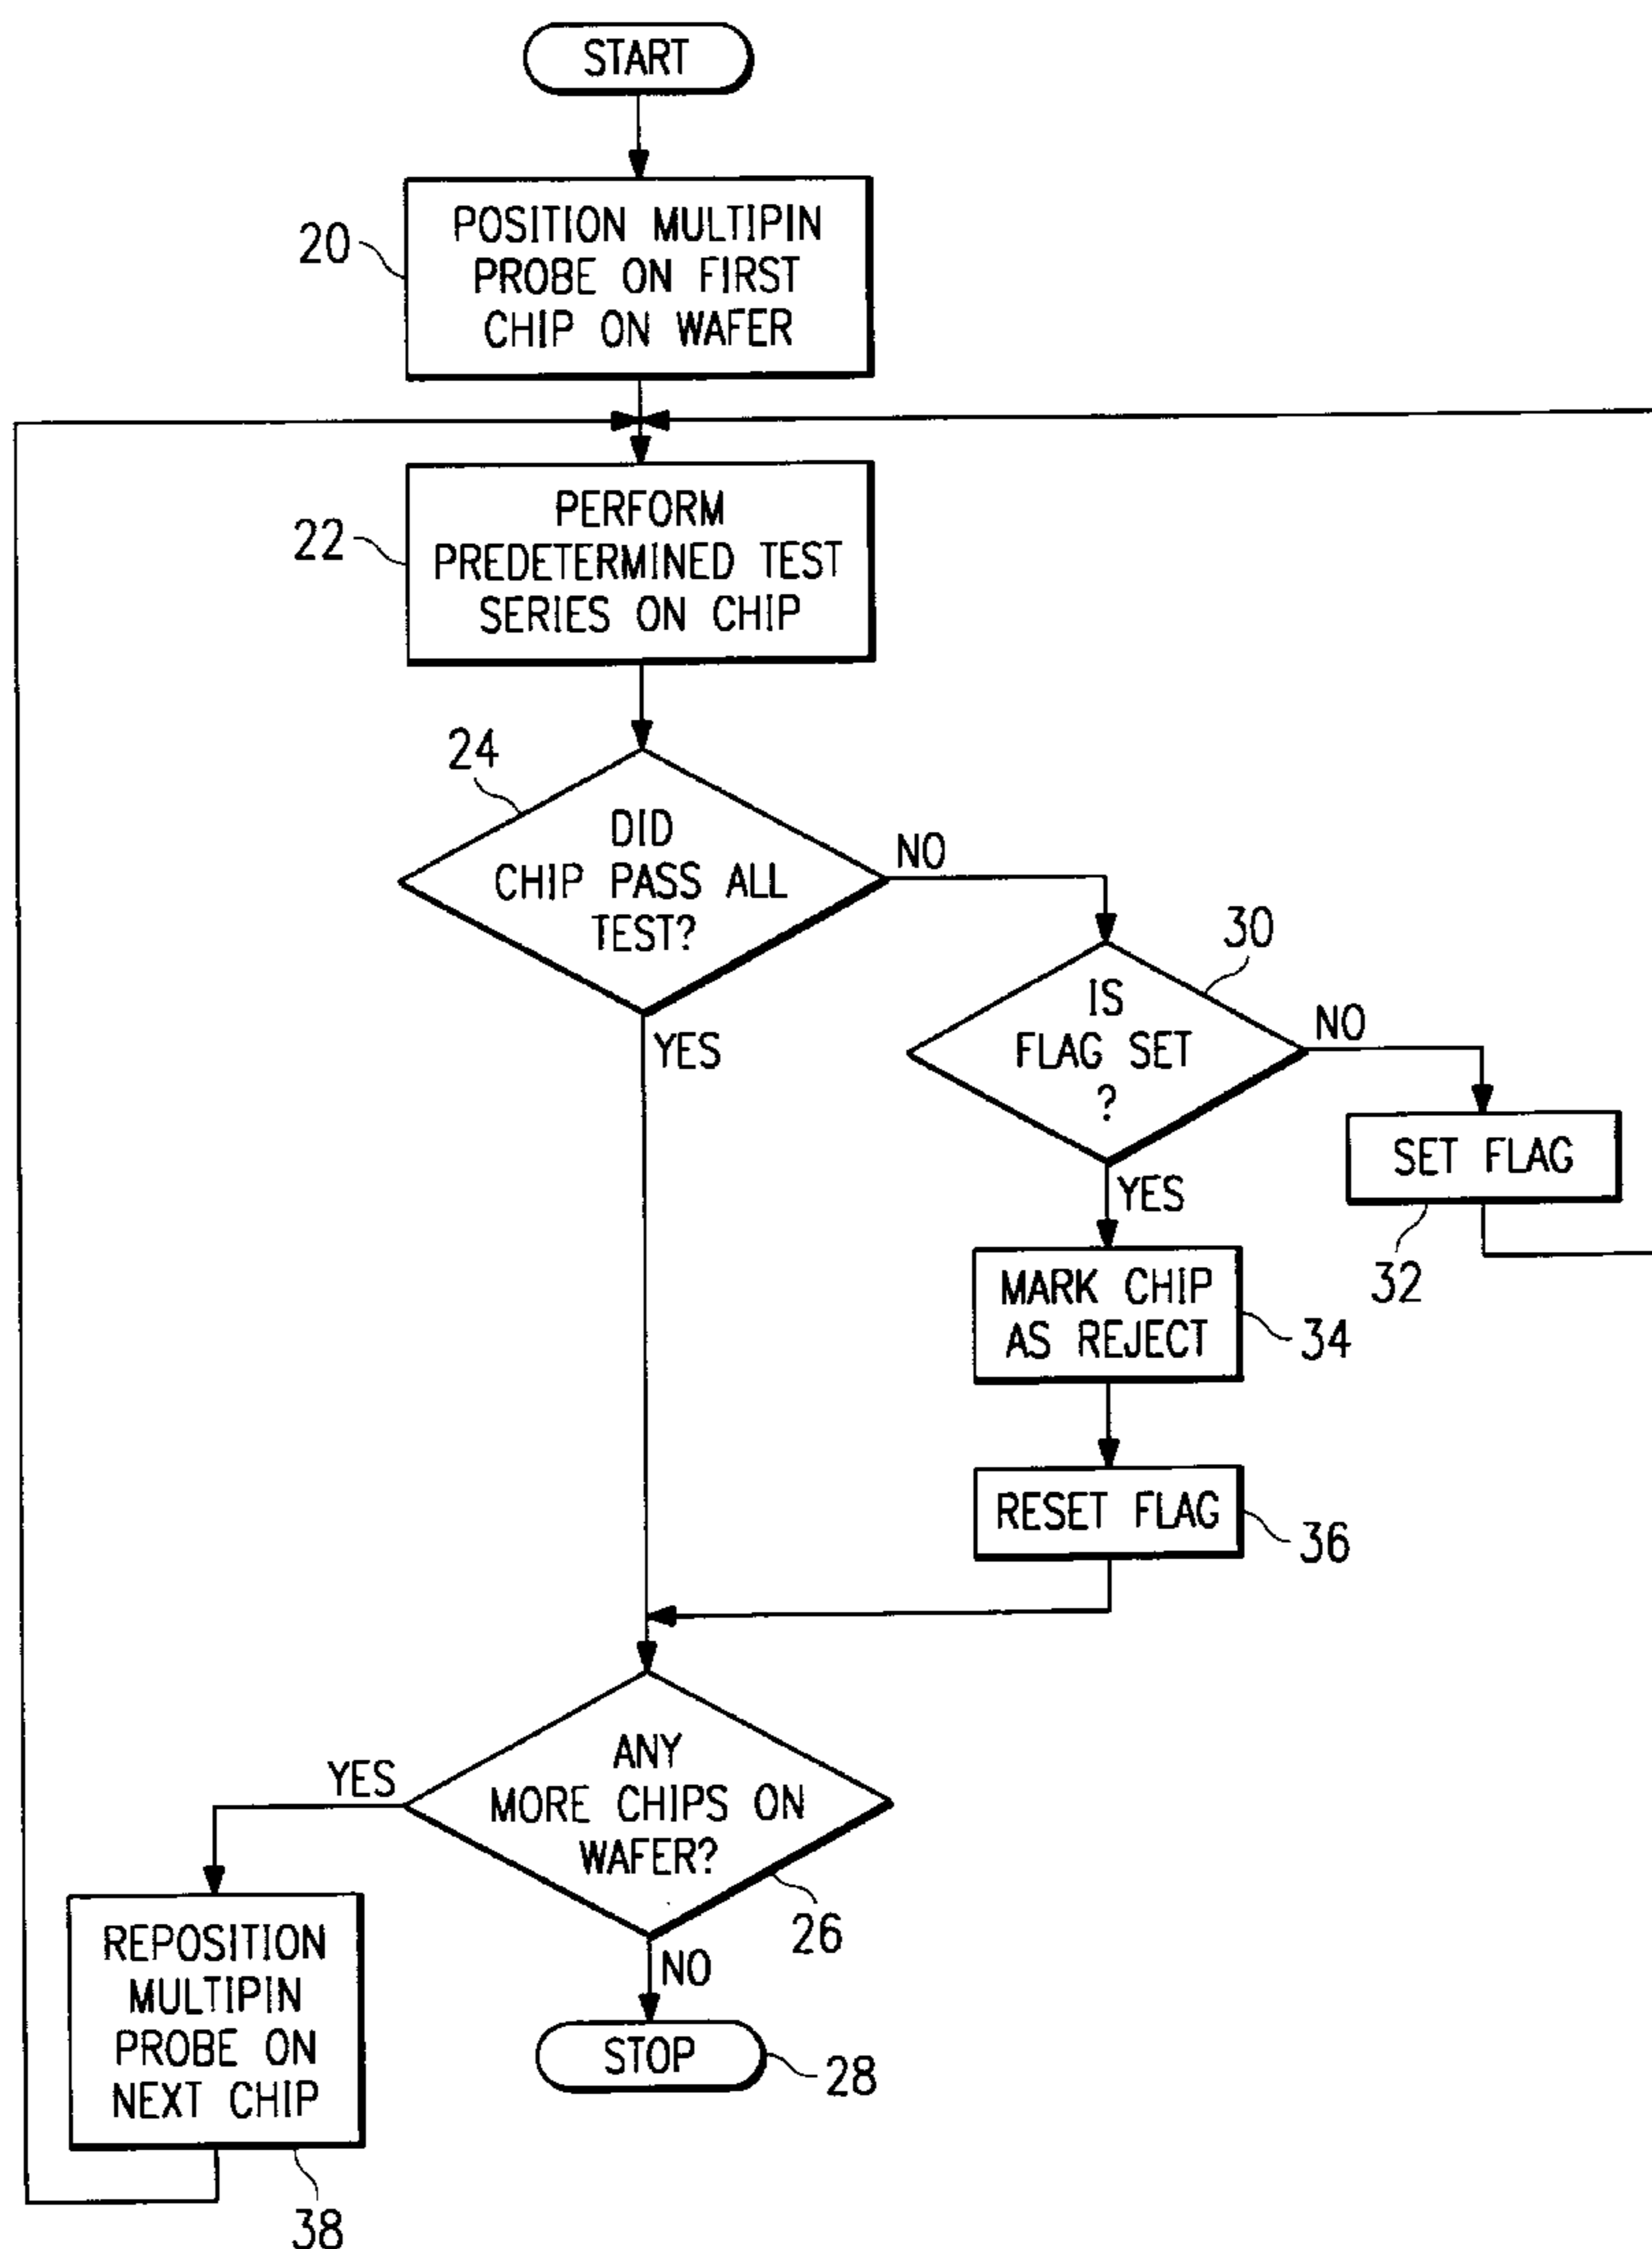 START
20
POSITION MULTIPIN
PROBE ON FIRST
CHIP ON WAFER
22
PERFORM
PREDETERMINED TEST
SERIES ON CHIP
24
DID
CHIP PASS ALL
TEST?
NO
YES
30
IS
FLAG SET
?
NO
YES
SET FLAG
32
MARK CHIP
AS REJECT
34
RESET FLAG
36
ANY
MORE CHIPS ON
WAFER?
26
YES
NO
REPOSITION
MULTIPIN
PROBE ON
NEXT CHIP
38
STOP
28